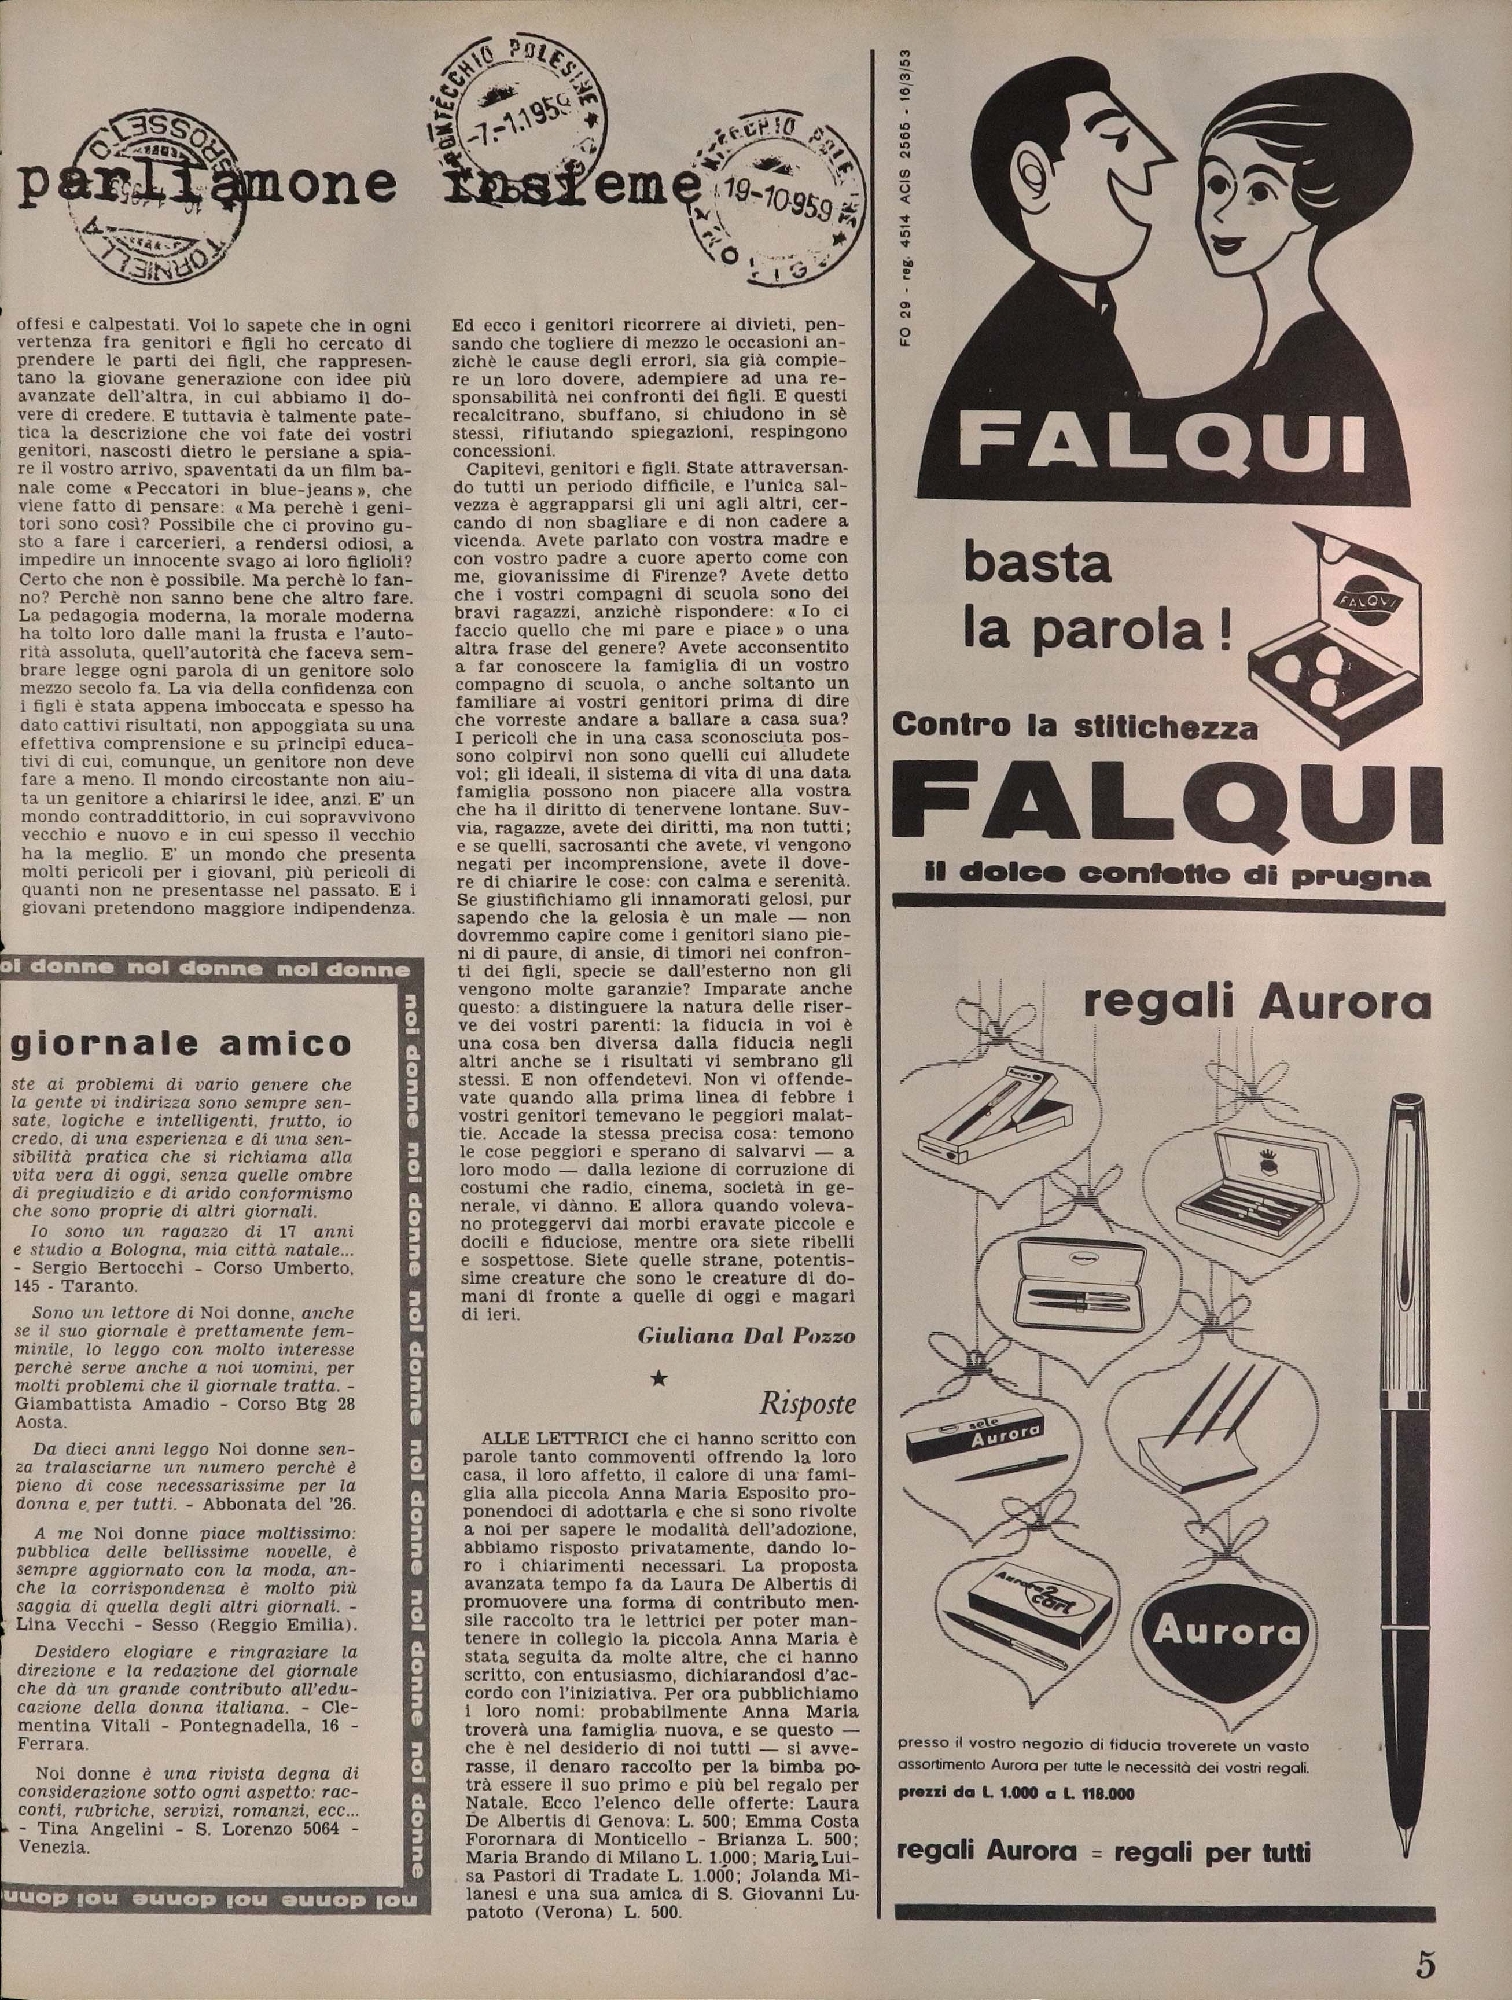 parliamone insieme
TORNIELLA
GROSSETO
PONTECCHIO POLESINE
-7.-1.1959
19-10-959
offesi e calpestati. Voi lo sapete che in ogni
vertenza fra genitori e figli ho cercato di
prendere le parti dei figli, che rappresen-
tano la giovane generazione con idee più
avanzate dell'altra, in cui abbiamo il do-
vere di credere. E tuttavia è talmente pate-
tica la descrizione che voi fate dei vostri
genitori, nascosti dietro le persiane a spia-
re il vostro arrivo, spaventati da un film ba-
nale come « Peccatori in blue-jeans », che
viene fatto di pensare: « Ma perchè i geni-
tori sono così? Possibile che ci provino gu-
sto a fare i carcerieri, a rendersi odiosi, a
impedire un innocente svago ai loro figlioli?
Certo che non è possibile. Ma perchè lo fan-
no? Perchè non sanno bene che altro fare.
La pedagogia moderna, la morale moderna
ha tolto loro dalle mani la frusta e l'auto-
rità assoluta, quell'autorità che faceva sem-
brare legge ogni parola di un genitore solo
mezzo secolo fa. La via della confidenza con
i figli è stata appena imboccata e spesso ha
dato cattivi risultati, non appoggiata su una
effettiva comprensione e su principi educa-
tivi di cui, comunque, un genitore non deve
fare a meno. Il mondo circostante non aiu-
ta un genitore a chiarirsi le idee, anzi. E' un
mondo contraddittorio, in cui sopravvivono
vecchio e nuovo e in cui spesso il vecchio
ha la meglio. E' un mondo che presenta
molti pericoli per i giovani, più pericoli di
quanti non ne presentasse nel passato. E i
giovani pretendono maggiore indipendenza.
Ed ecco i genitori ricorrere ai divieti, pen-
sando che togliere di mezzo le occasioni an-
zichè le cause degli errori, sia già compie-
re un loro dovere, adempiere ad una re-
sponsabilità nei confronti dei figli. E questi
recalcitrano, sbuffano, si chiudono in sè
stessi, rifiutando spiegazioni, respingono
concessioni.
Capitevi, genitori e figli. State attraversan-
do tutti un periodo difficile, e l'unica sal-
vezza è aggrapparsi gli uni agli altri, cer-
cando di non sbagliare e di non cadere a
vicenda. Avete parlato con vostra madre e
con vostro padre a cuore aperto come con
me, giovanissime di Firenze? Avete detto
che i vostri compagni di scuola sono dei
bravi ragazzi, anzichè rispondere: « Io ci
faccio quello che mi pare e piace » o una
altra frase del genere? Avete acconsentito
a far conoscere la famiglia di un vostro
compagno di scuola, o anche soltanto un
familiare ai vostri genitori prima di dire
che vorreste andare a ballare a casa sua?
I pericoli che in una casa sconosciuta pos-
sono colpirvi non sono quelli cui alludete
voi; gli ideali, il sistema di vita di una data
famiglia possono non piacere alla vostra
che ha il diritto di tenervene lontane. Suv-
via, ragazze, avete dei diritti, ma non tutti;
e se quelli, sacrosanti che avete, vi vengono
negati per incomprensione, avete il dove-
re di chiarire le cose: con calma e serenità.
Se giustifichiamo gli innamorati gelosi, pur
sapendo che la gelosia è un male — non
dovremmo capire come i genitori siano pie-
ni di paure, di ansie, di timori nei confron-
ti dei figli, specie se dall'esterno non gli
vengono molte garanzie? Imparate anche
questo: a distinguere la natura delle riser-
ve dei vostri parenti: la fiducia in voi è
una cosa ben diversa dalla fiducia negli
altri anche se i risultati vi sembrano gli
stessi. E non offendetevi. Non vi offende-
vate quando alla prima linea di febbre i
vostri genitori temevano le peggiori malat-
tie. Accade la stessa precisa cosa: temono
le cose peggiori e sperano di salvarvi — a
loro modo — dalla lezione di corruzione di
costumi che radio, cinema, società in ge-
nerale, vi dànno. E allora quando voleva-
no proteggervi dai morbi eravate piccole e
docili e fiduciose, mentre ora siete ribelli
e sospettose. Siete quelle strane, potentis-
sime creature che sono le creature di do-
mani di fronte a quelle di oggi e magari
di ieri.
Giuliana Dal Pozzo
★
Risposte
ALLE LETTRICI che ci hanno scritto con
parole tanto commoventi offrendo la loro
casa, il loro affetto, il calore di una fami-
glia alla piccola Anna Maria Esposito pro-
ponendoci di adottarla e che si sono rivolte
a noi per sapere le modalità dell'adozione,
abbiamo risposto privatamente, dando lo-
ro i chiarimenti necessari. La proposta
avanzata tempo fa da Laura De Albertis di
promuovere una forma di contributo men-
sile raccolto tra le lettrici per poter man-
tenere in collegio la piccola Anna Maria è
stata seguita da molte altre, che ci hanno
scritto, con entusiasmo, dichiarandosi d'ac-
cordo con l'iniziativa. Per ora pubblichiamo
i loro nomi: probabilmente Anna Maria
troverà una famiglia nuova, e se questo —
che è nel desiderio di noi tutti — si avve-
rasse, il denaro raccolto per la bimba po-
trà essere il suo primo e più bel regalo per
Natale. Ecco l'elenco delle offerte: Laura
De Albertis di Genova: L. 500; Emma Costa
Forornara di Monticello - Brianza L. 500;
Maria Brando di Milano L. 1.000; Maria Lui-
sa Pastori di Tradate L. 1.000; Jolanda Mi-
lanesi e una sua amica di S. Giovanni Lu-
patoto (Verona) L. 500.
oi donne noi donne noi donne
noi donne noi donne noi donne noi donne noi donne noi donne
giornale amico
ste ai problemi di vario genere che
la gente vi indirizza sono sempre sen-
sate, logiche e intelligenti, frutto, io
credo, di una esperienza e di una sen-
sibilità pratica che si richiama alla
vita vera di oggi, senza quelle ombre
di pregiudizio e di arido conformismo
che sono proprie di altri giornali.
Io sono un ragazzo di 17 anni
e studio a Bologna, mia città natale...
- Sergio Bertocchi - Corso Umberto,
145 - Taranto.
Sono un lettore di Noi donne, anche
se il suo giornale è prettamente fem-
minile, lo leggo con molto interesse
perchè serve anche a noi uomini, per
molti problemi che il giornale tratta. -
Giambattista Amadio - Corso Btg 28
Aosta.
Da dieci anni leggo Noi donne sen-
za tralasciarne un numero perchè è
pieno di cose necessarissime per la
donna e per tutti. - Abbonata del '26.
A me Noi donne piace moltissimo:
pubblica delle bellissime novelle, è
sempre aggiornato con la moda, an-
che la corrispondenza è molto più
saggia di quella degli altri giornali. -
Lina Vecchi - Sesso (Reggio Emilia).
Desidero elogiare e ringraziare la
direzione e la redazione del giornale
che dà un grande contributo all'edu-
cazione della donna italiana. - Cle-
mentina Vitali - Pontegnadella, 16 -
Ferrara.
Noi donne è una rivista degna di
considerazione sotto ogni aspetto: rac-
conti, rubriche, servizi, romanzi, ecc...
- Tina Angelini - S. Lorenzo 5064 -
Venezia.
noi donne noi donne noi donne
FO 29 - reg. 4514 ACIS 2565 - 16/3/53
FALQUI
basta
la parola !
FALQUI
Contro la stitichezza
FALQUI
il dolce confetto di prugna
regali Aurora
sele
Aurora
Aurora
presso il vostro negozio di fiducia troverete un vasto
assortimento Aurora per tutte le necessità dei vostri regali.
prezzi da L. 1.000 a L. 118.000
regali Aurora = regali per tutti
5